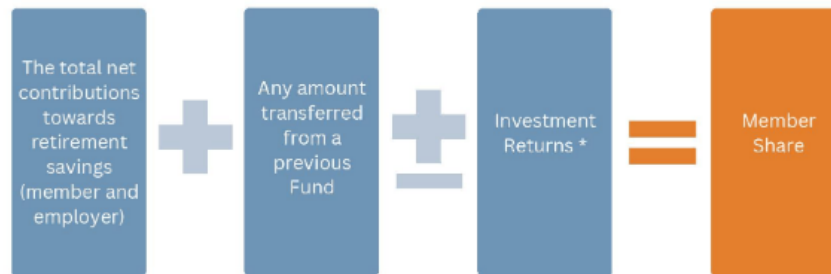 The total net
contributions
towards
retirement
savings
(member and
employer)
+
Any amount
transferred
from a
previous
Fund
±
Investment
Returns *
=
Member
Share